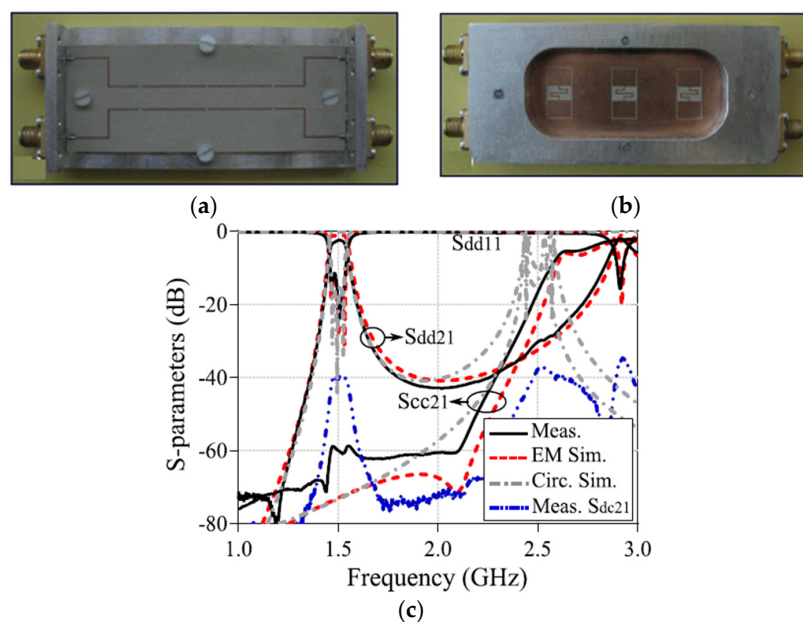 (a)
(b)
S-parameters (dB)
0
-20
-40
-60
-80
Sdd11
Sdd21
Scc21
Meas.
EM Sim.
Circ. Sim.
Meas. Sdc21
1.0
1.5
2.0
2.5
3.0
Frequency (GHz)
(c)